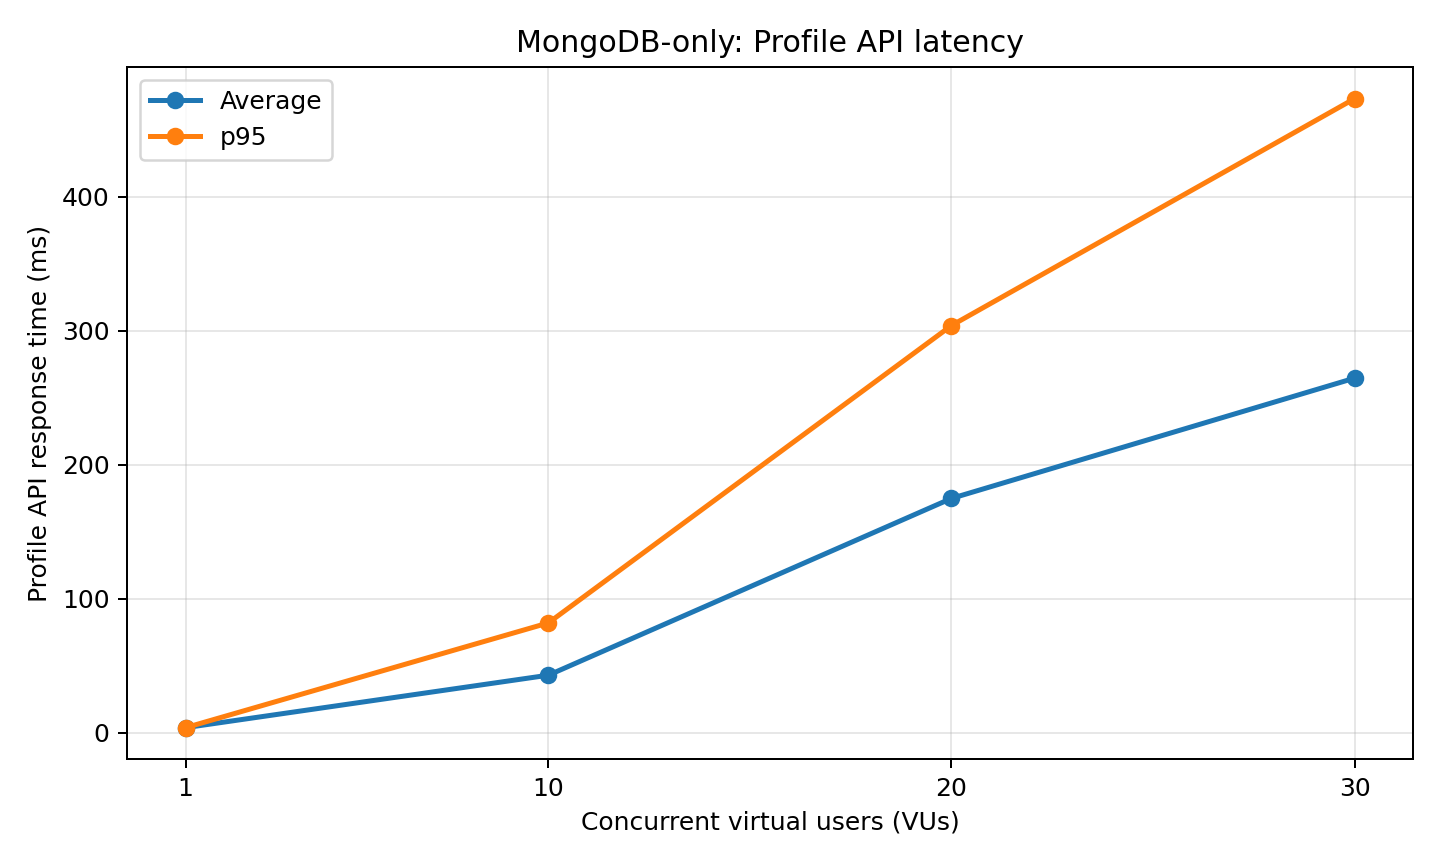 MongoDB-only: Profile API latency
Average
p95
Profile API response time (ms)
400
300
200
100
0
1 10 20 30
Concurrent virtual users (VUs)